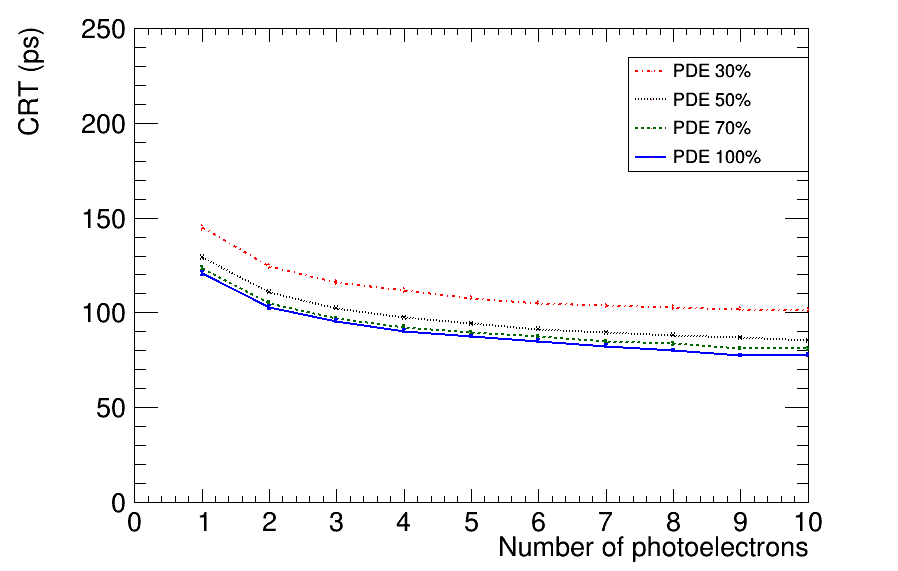 CRT (ps)
250
200
150
100
50
0
PDE 30%
PDE 50%
PDE 70%
PDE 100%
0 1 2 3 4 5 6 7 8 9 10
Number of photoelectrons